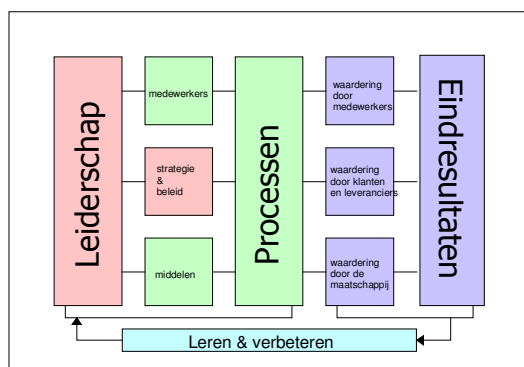 Leiderschap
medewerkers
strategie
&
beleid
middelen
Processen
waardering
door
medewerkers
waardering
door klanten
en leveranciers
waardering
door de
maatschappij
Eindresultaten
Leren & verbeteren